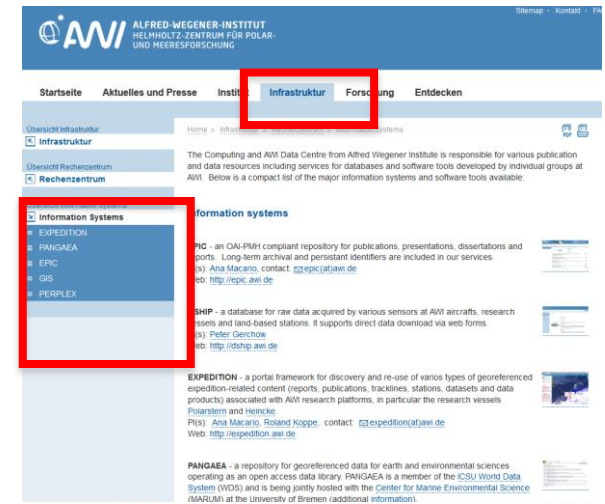 Sitemap · Kontakt · FA
AWI
ALFRED-WEGENER-INSTITUT
HELMHOLTZ-ZENTRUM FÜR POLAR-
UND MEERESFORSCHUNG
Startseite Aktuelles und Presse Institut Infrastruktur Forschung Entdecken
Übersicht Infrastruktur
Infrastruktur
Übersicht Rechenzentrum
Rechenzentrum
Information Systems
EXPEDITION
PANGAEA
EPIC
GIS
PERPLEX
Home > Infrastruktur > Rechenzentrum > Information Systems
PDF
The Computing and AWI Data Centre from Alfred Wegener Institute is responsible for various publication
and data resources including services for databases and software tools developed by individual groups at
AWI. Below is a compact list of the major information systems and software tools available:
nformation systems
PIC - an OAI-PMH compliant repository for publications, presentations, dissertations and
eports. Long-term archival and persistant identifiers are included in our services.
(s): Ana Macario, contact: epic(at)awi.de
eb: http://epic.awi.de
SHIP - a database for raw data acquired by various sensors at AWI aircrafts, research
essels and land-based stations. It supports direct data download via web forms.
(s): Peter Gerchow
eb: http://dship.awi.de
EXPEDITION - a portal framework for discovery and re-use of varios types of georeferenced
expedition-related content (reports, publications, tracklines, stations, datasets and data
products) associated with AWI research platforms, in particular the research vessels
Polarstern and Heincke.
PI(s): Ana Macario, Roland Koppe, contact: expedition(at)awi.de
Web: http://expedition.awi.de
PANGAEA - a repository for georeferenced data for earth and environmental sciences
operating as an open access data library. PANGAEA is a member of the ICSU World Data
System (WDS) and is being jointly hosted with the Center for Marine Environmental Science
(MARUM) at the University of Bremen (additional information).